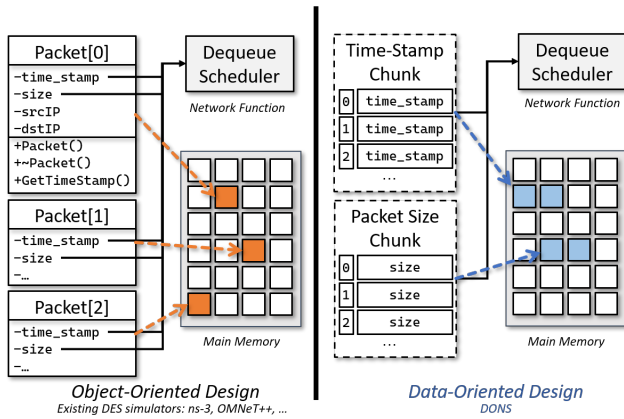 Packet[0]
-time_stamp
-size
-srcIP
-dstIP
+Packet()
+~Packet()
+GetTimeStamp()
Packet[1]
-time_stamp
-size
-…
Packet[2]
-time_stamp
-size
-…
Dequeue
Scheduler
Network Function
Main Memory
Object-Oriented Design
Existing DES simulators: ns-3, OMNeT++, …
Time-Stamp
Chunk
0 time_stamp
1 time_stamp
2 time_stamp
…
Packet Size
Chunk
0 size
1 size
2 size
…
Dequeue
Scheduler
Network Function
Main Memory
Data-Oriented Design
DONS